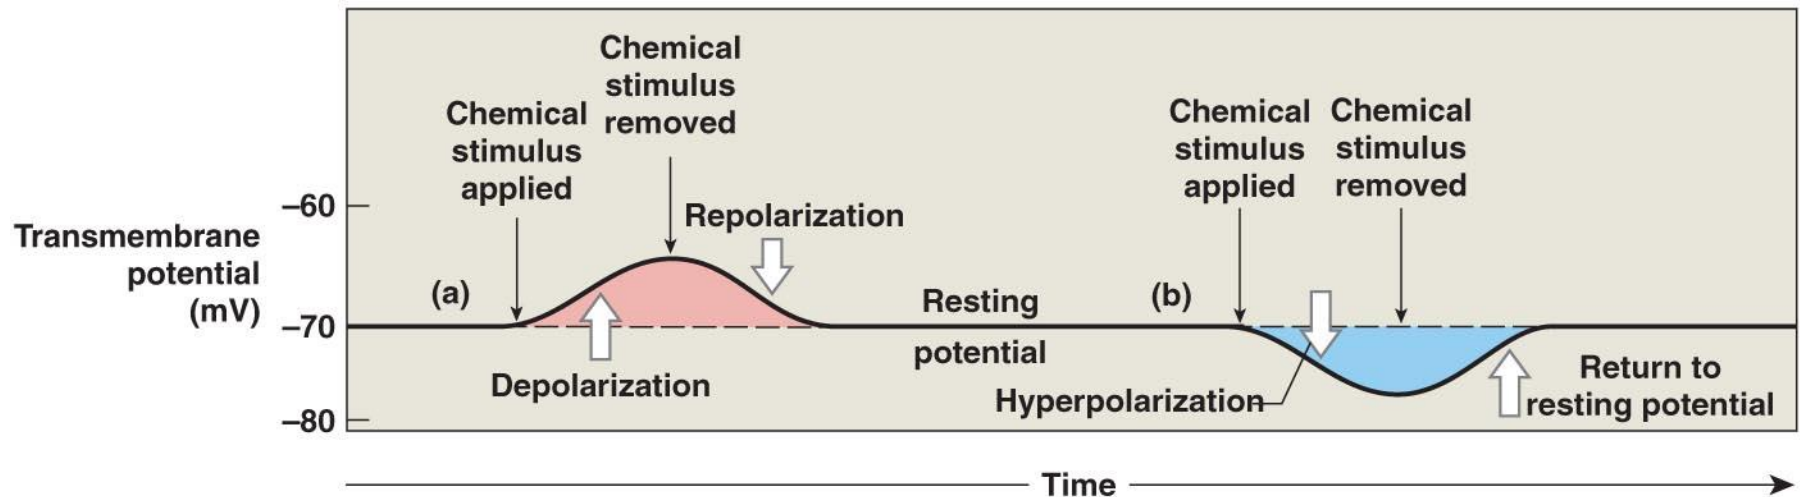 Chemical
stimulus
removed
Chemical
stimulus
applied
Chemical
stimulus
applied
Chemical
stimulus
removed
–60
Repolarization
Transmembrane
potential
(mV)
(a)
Resting
potential
(b)
–70
Depolarization
Hyperpolarization
Return to
resting potential
–80
Time